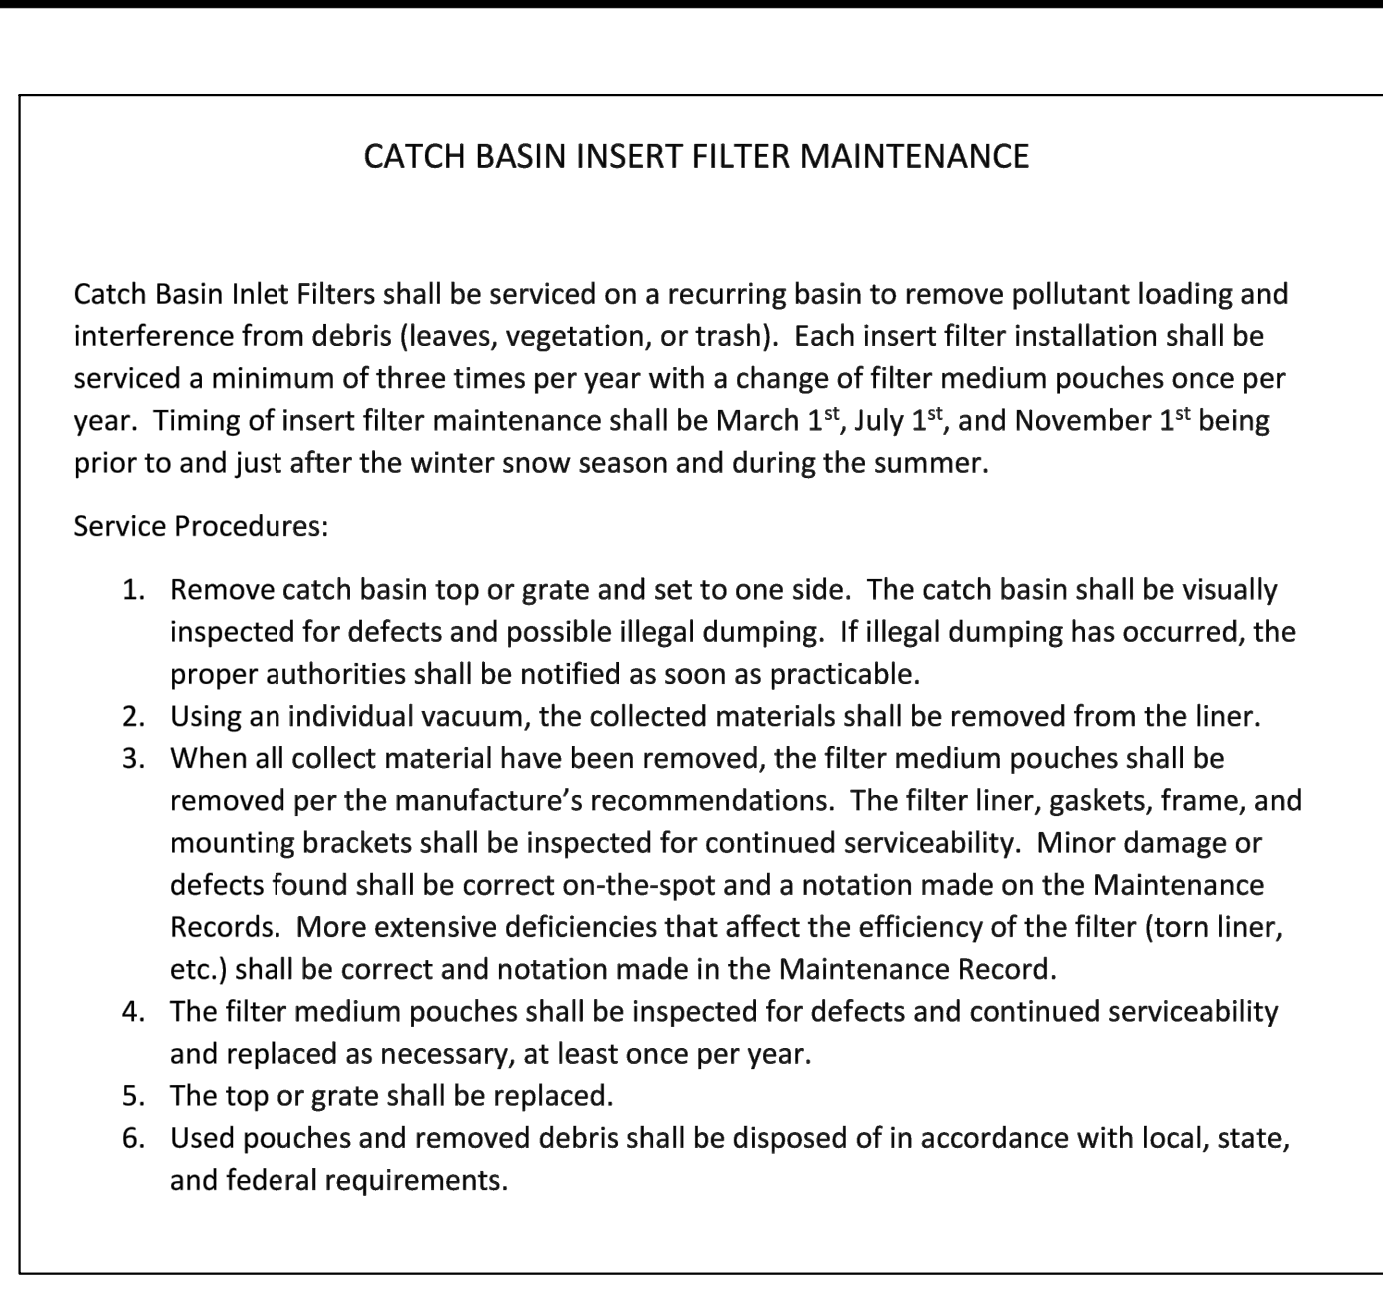 CATCH BASIN INSERT FILTER MAINTENANCE
Catch Basin Inlet Filters shall be serviced on a recurring basin to remove pollutant loading and
interference from debris (leaves, vegetation, or trash).  Each insert filter installation shall be
serviced a minimum of three times per year with a change of filter medium pouches once per
year.  Timing of insert filter maintenance shall be March 1st, July 1st, and November 1st being
prior to and just after the winter snow season and during the summer.
Service Procedures:
1. Remove catch basin top or grate and set to one side.  The catch basin shall be visually
inspected for defects and possible illegal dumping.  If illegal dumping has occurred, the
proper authorities shall be notified as soon as practicable.
2. Using an individual vacuum, the collected materials shall be removed from the liner.
3. When all collect material have been removed, the filter medium pouches shall be
removed per the manufacture’s recommendations.  The filter liner, gaskets, frame, and
mounting brackets shall be inspected for continued serviceability.  Minor damage or
defects found shall be correct on-the-spot and a notation made on the Maintenance
Records.  More extensive deficiencies that affect the efficiency of the filter (torn liner,
etc.) shall be correct and notation made in the Maintenance Record.
4. The filter medium pouches shall be inspected for defects and continued serviceability
and replaced as necessary, at least once per year.
5. The top or grate shall be replaced.
6. Used pouches and removed debris shall be disposed of in accordance with local, state,
and federal requirements.